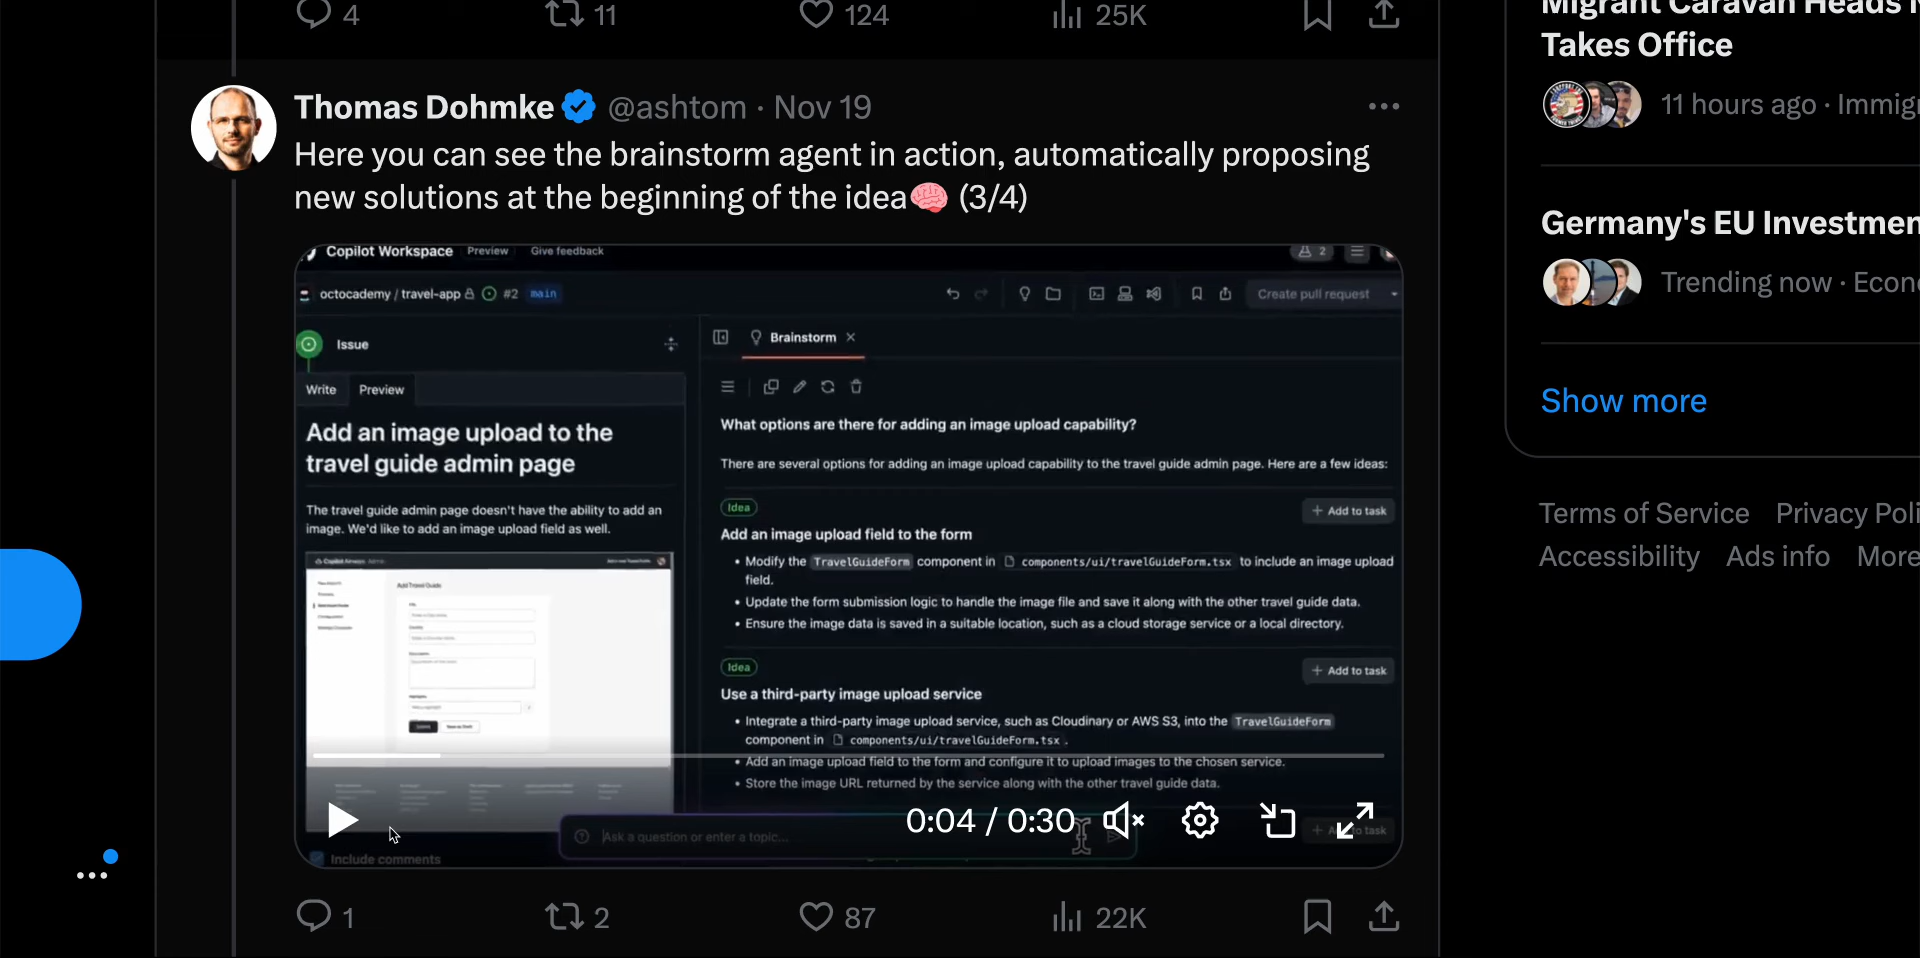 4 11 124 25K
Thomas Dohmke @ashtom · Nov 19
Here you can see the brainstorm agent in action, automatically proposing
new solutions at the beginning of the idea🧠 (3/4)
Copilot Workspace Preview Give feedback 2
octocademy / travel-app #2 main Create pull request
Issue
Write Preview
Add an image upload to the
travel guide admin page
The travel guide admin page doesn't have the ability to add an
image. We'd like to add an image upload field as well.
Add Travel Guide
Brainstorm
What options are there for adding an image upload capability?
There are several options for adding an image upload capability to the travel guide admin page. Here are a few ideas:
Idea + Add to task
Add an image upload field to the form
• Modify the TravelGuideForm component in components/ui/travelGuideForm.tsx to include an image upload
field.
• Update the form submission logic to handle the image file and save it along with the other travel guide data.
• Ensure the image data is saved in a suitable location, such as a cloud storage service or a local directory.
Idea + Add to task
Use a third-party image upload service
• Integrate a third-party image upload service, such as Cloudinary or AWS S3, into the TravelGuideForm
component in components/ui/travelGuideForm.tsx .
• Add an image upload field to the form and configure it to upload images to the chosen service.
• Store the image URL returned by the service along with the other travel guide data.
0:04 / 0:30
Ask a question or enter a topic...
Include comments
1 2 87 22K
Migrant Caravan Heads
Takes Office
11 hours ago · Immig
Germany's EU Investmen
Trending now · Econ
Show more
Terms of Service Privacy Poli
Accessibility Ads info More